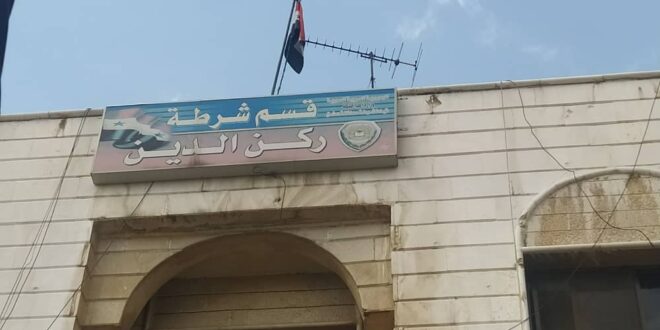 قسم شرطة
ركن الدين